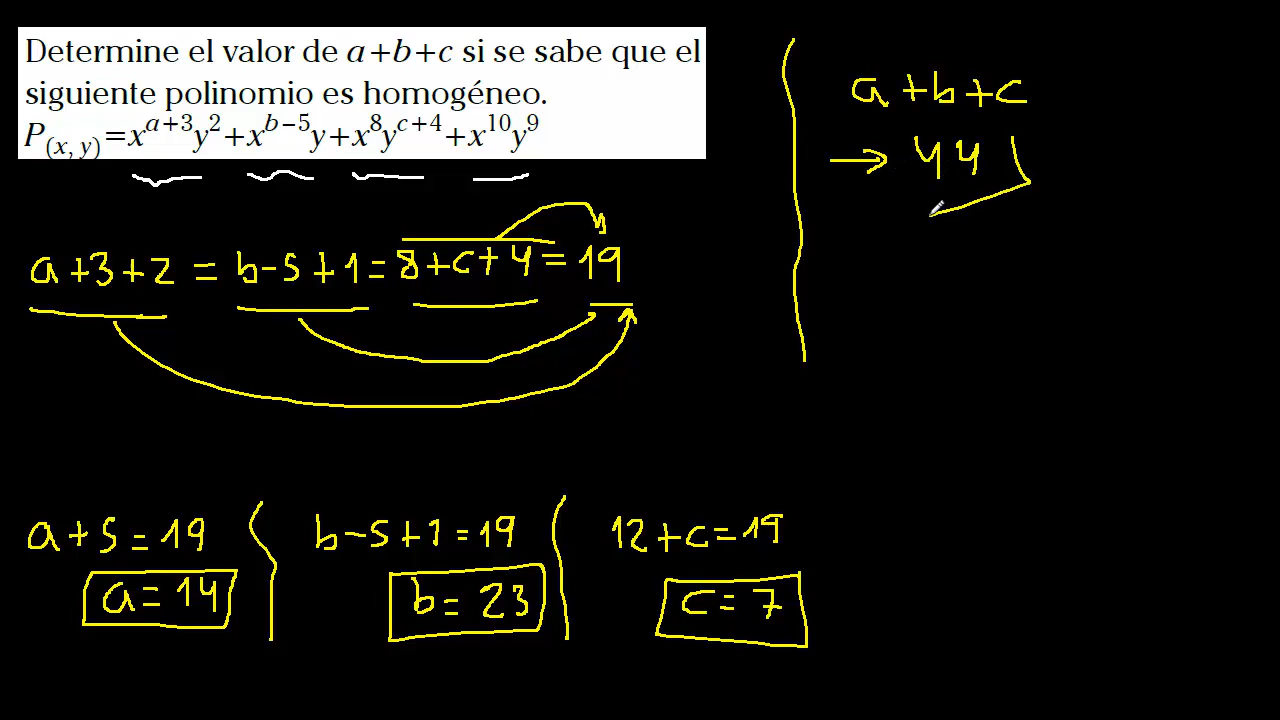 Determine el valor de a+b+c si se sabe que el
siguiente polinomio es homogéneo.
P(x, y)=x^{a+3}y^2+x^{b−5}y+x^8y^{c+4}+x^{10}y^9
a+b+c
→ 44
a+3+2 = b-5+1 = 8+c+4 = 19
a+5=19
b-5+1=19
12+c=19
a=14
b=23
c=7